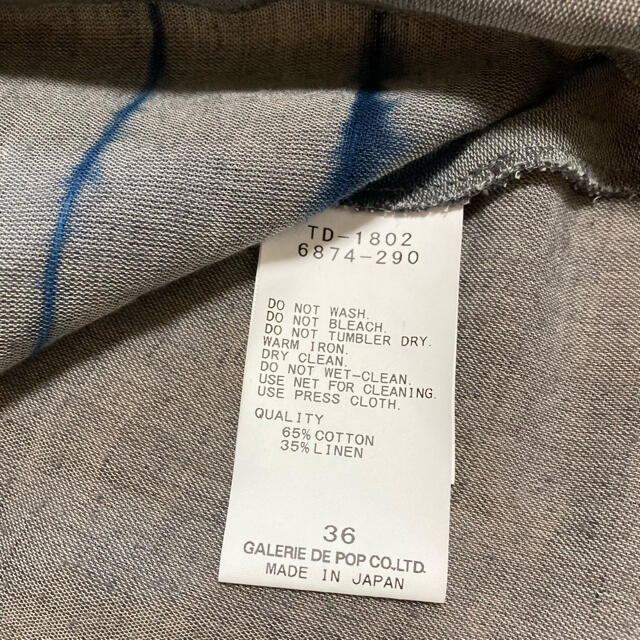 TD-1802
6874-290
DO NOT WASH.
DO NOT BLEACH.
DO NOT TUMBLER DRY.
WARM IRON.
DRY CLEAN.
DO NOT WET-CLEAN.
USE NET FOR CLEANING.
USE PRESS CLOTH.
QUALITY
65% COTTON
35% LINEN
36
GALERIE DE POP CO.,LTD.
MADE IN JAPAN